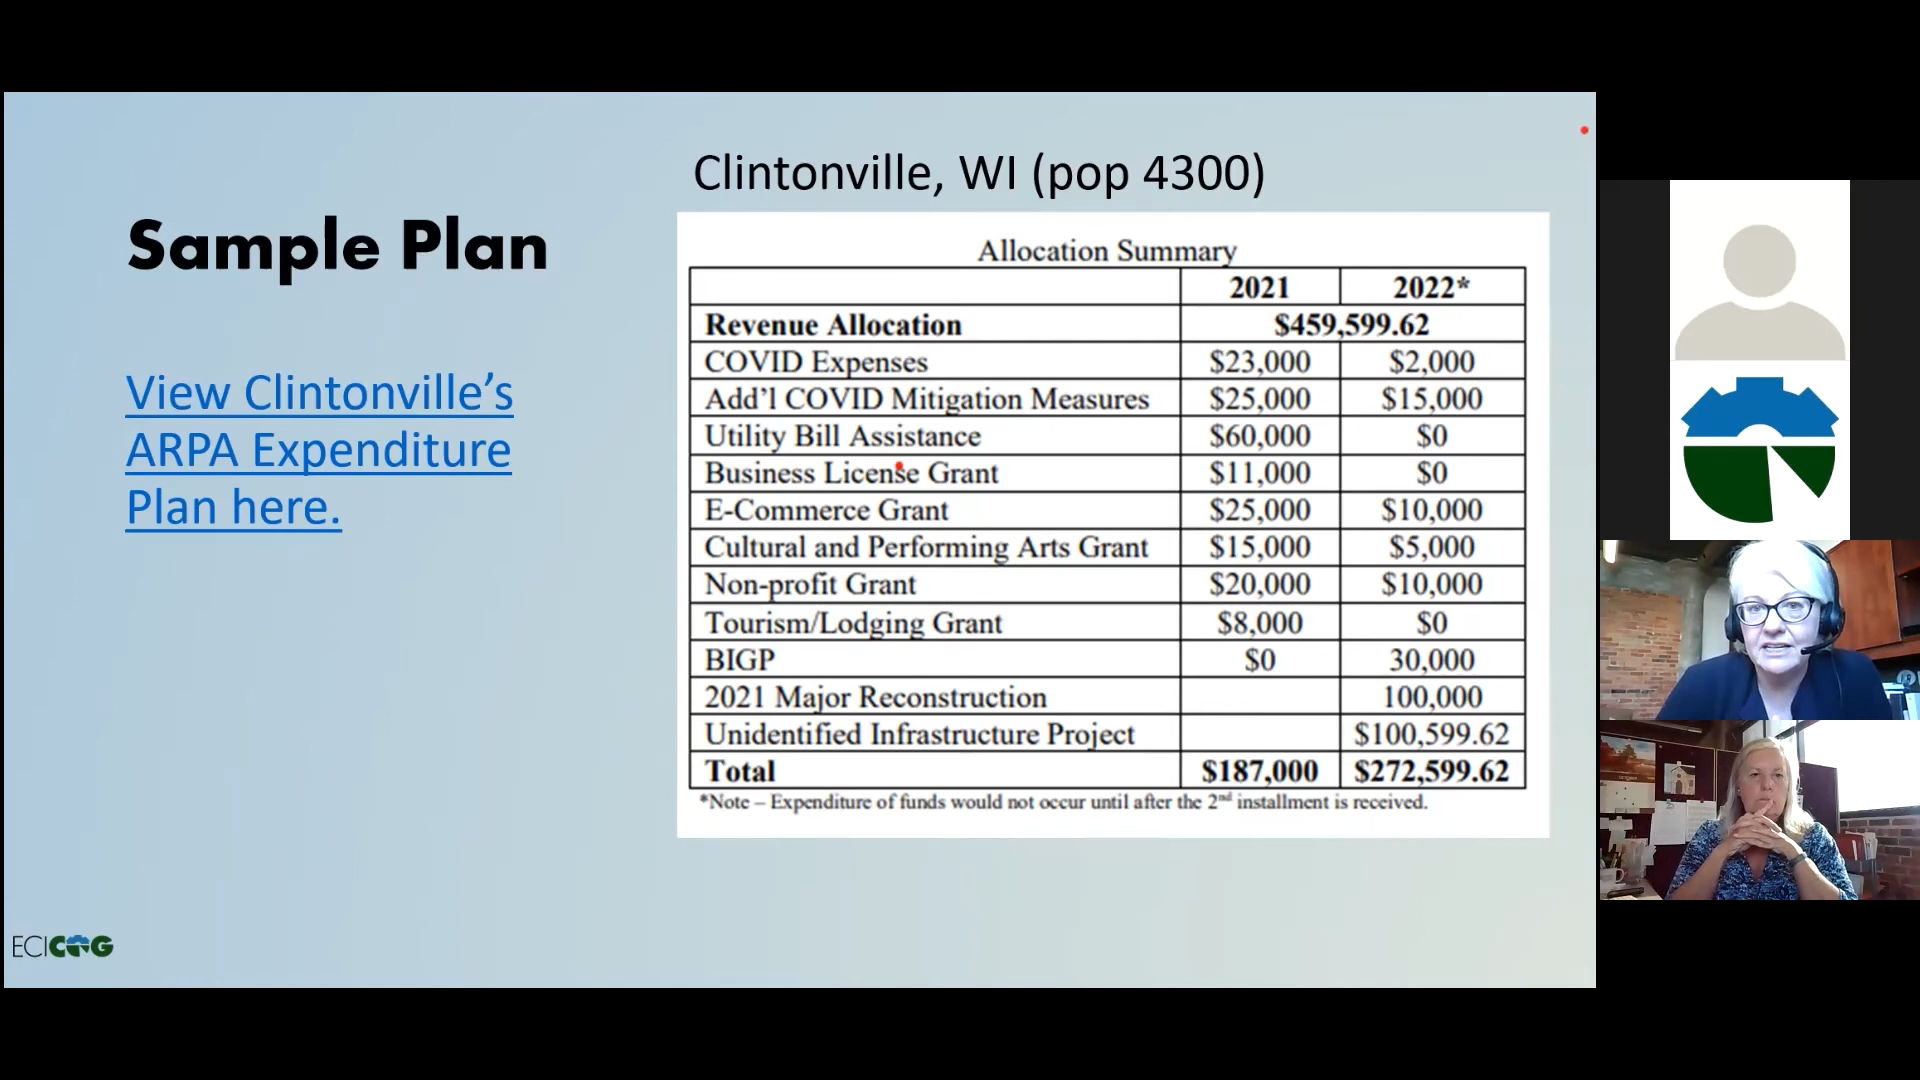 Clintonville, WI (pop 4300)
Sample Plan
View Clintonville’s
ARPA Expenditure
Plan here.
Allocation Summary
2021 2022*
Revenue Allocation $459,599.62
COVID Expenses $23,000 $2,000
Add’l COVID Mitigation Measures $25,000 $15,000
Utility Bill Assistance $60,000 $0
Business License Grant $11,000 $0
E-Commerce Grant $25,000 $10,000
Cultural and Performing Arts Grant $15,000 $5,000
Non-profit Grant $20,000 $10,000
Tourism/Lodging Grant $8,000 $0
BIGP $0 30,000
2021 Major Reconstruction 100,000
Unidentified Infrastructure Project $100,599.62
Total $187,000 $272,599.62
*Note – Expenditure of funds would not occur until after the 2nd installment is received.
ECICOG